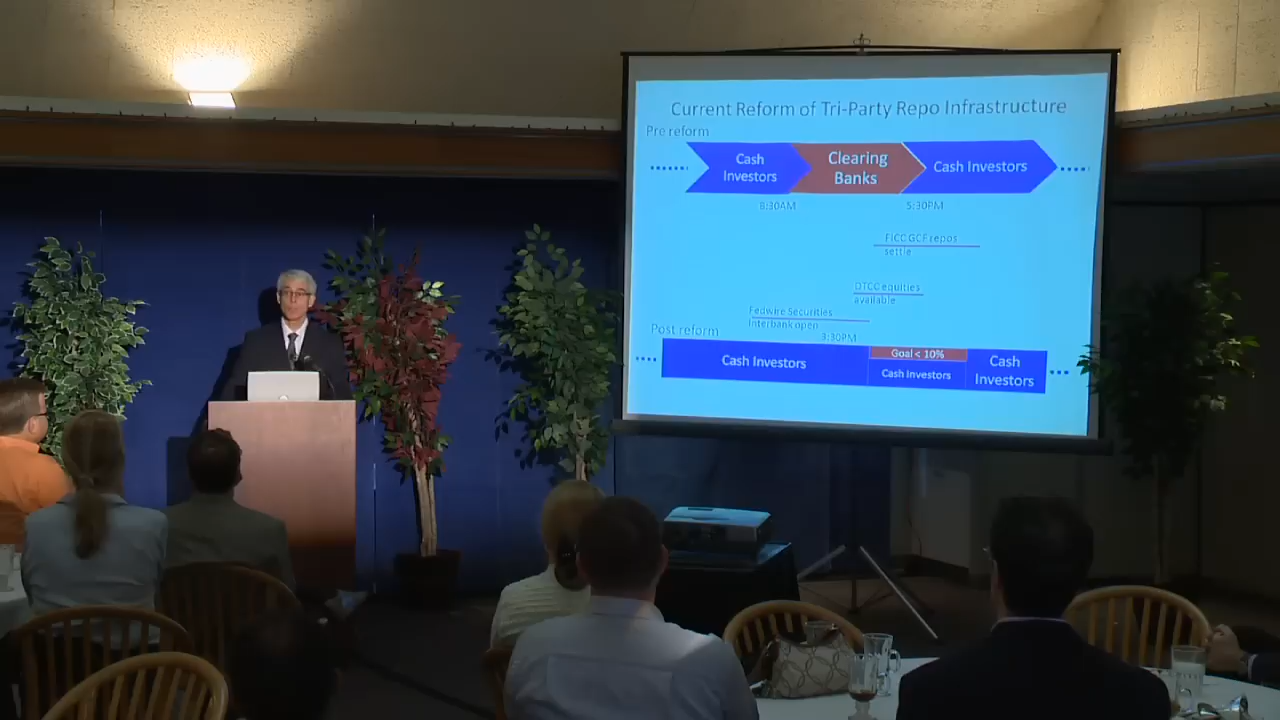 Current Reform of Tri-Party Repo Infrastructure
Pre reform
Cash
Investors
Clearing
Banks
Cash Investors
8:30AM
5:30PM
FICC GCF repos
settle
DTCC equities
available
Fedwire Securities
interbank open
3:30PM
Post reform
Cash Investors
Goal < 10%
Cash Investors
Cash
Investors